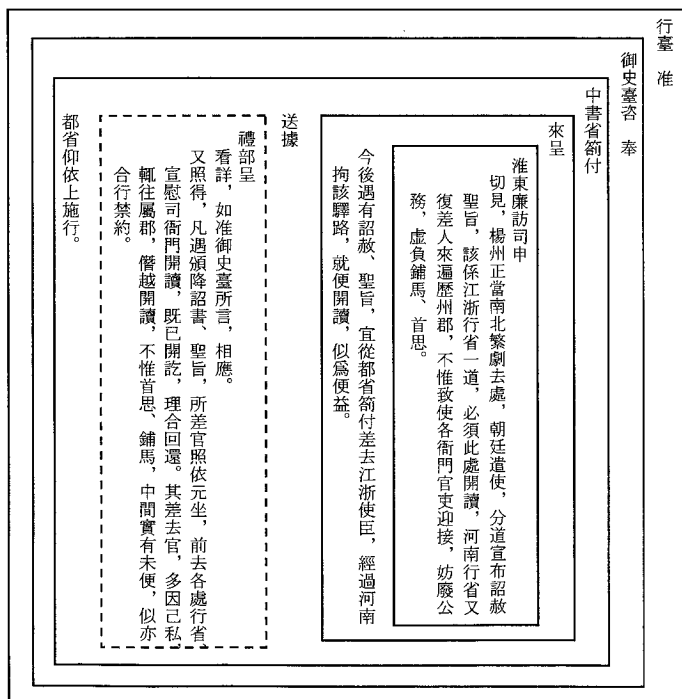 行臺 准
御史臺咨 奉
中書省劄付
來呈
淮東廉訪司申
切見，楊州正當南北繁劇去處，朝廷遣使，分道宣布詔赦
聖旨，該係江浙行省一道，必須此處開讀，河南行省又
復差人來遍歷州郡，不惟致使各衙門官吏迎接，妨廢公
務，虛負鋪馬、首思。
今後遇有詔赦、聖旨，宜從都省劄付差去江浙使臣，經過河南
拘該驛路，就便開讀，似爲便益。
送據
禮部呈
看詳，如准御史臺所言，相應。
又照得，凡遇頒降詔書、聖旨，所差官照依元坐，前去各處行省、
宣慰司衙門開讀，既已開訖，理合回還。其差去官，多因己私，
輒往屬郡，僭越開讀，不惟首思、鋪馬，中間實有未便，似亦
合行禁約。
都省仰依上施行。